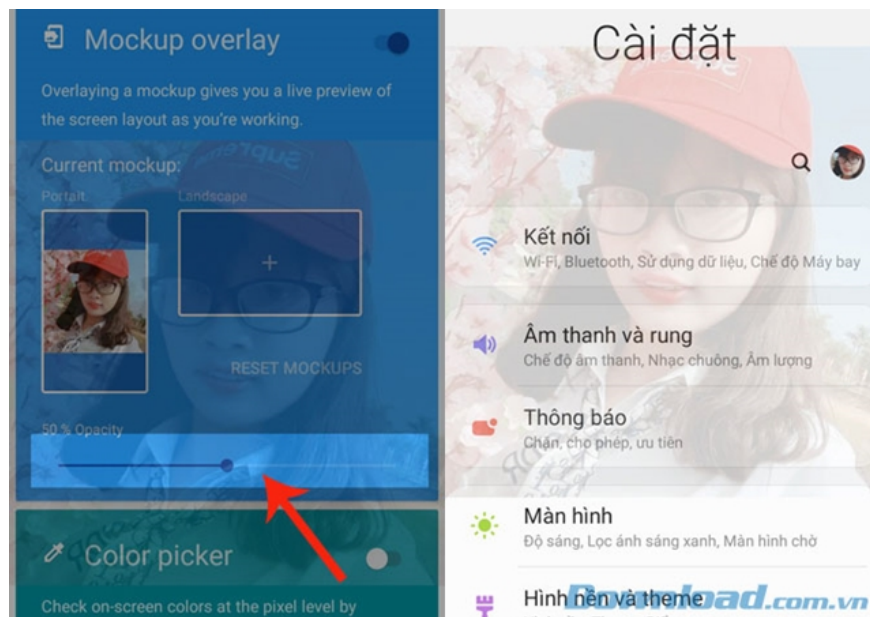 Mockup overlay
Overlaying a mockup gives you a live preview of
the screen layout as you're working.
Current mockup:
Portait
Landscape
+
RESET MOCKUPS
50 % Opacity
Color picker
Check on-screen colors at the pixel level by
Cài đặt
Supreme
Kết nối
Wi-Fi, Bluetooth, Sử dụng dữ liệu, Chế độ Máy bay
Âm thanh và rung
Chế độ âm thanh, Nhạc chuông, Âm lượng
Thông báo
Chặn, cho phép, ưu tiên
Màn hình
Độ sáng, Lọc ánh sáng xanh, Màn hình chờ
Hình nền và theme
Download.com.vn